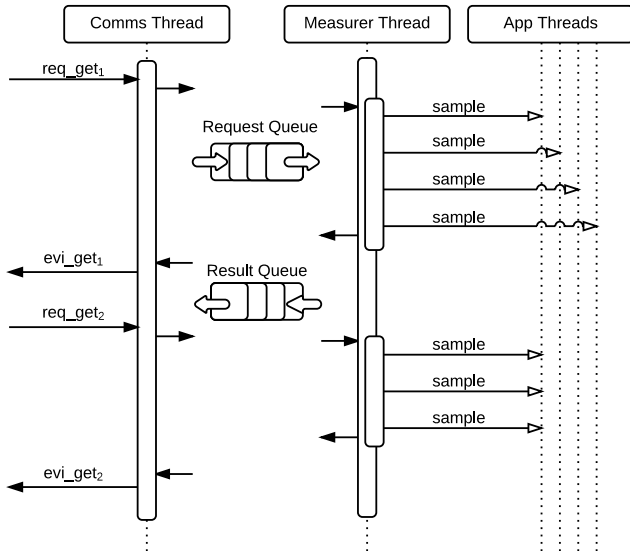 Comms Thread
Measurer Thread
App Threads
req_get₁
sample
Request Queue
sample
sample
sample
evi_get₁
Result Queue
req_get₂
sample
sample
sample
evi_get₂